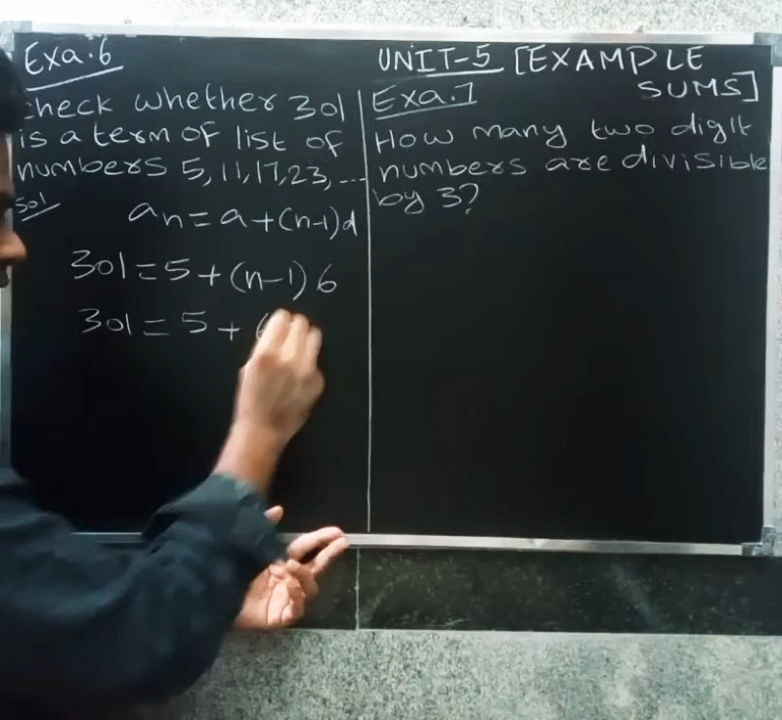 Exa.6
check whether 301
is a term of list of
numbers 5, 11, 17, 23, ...
Sol
an = a + (n-1)d
301 = 5 + (n-1) 6
301 = 5 +
UNIT-5 [EXAMPLE
SUMS]
Exa.7
How many two digit
numbers are divisible
by 3?